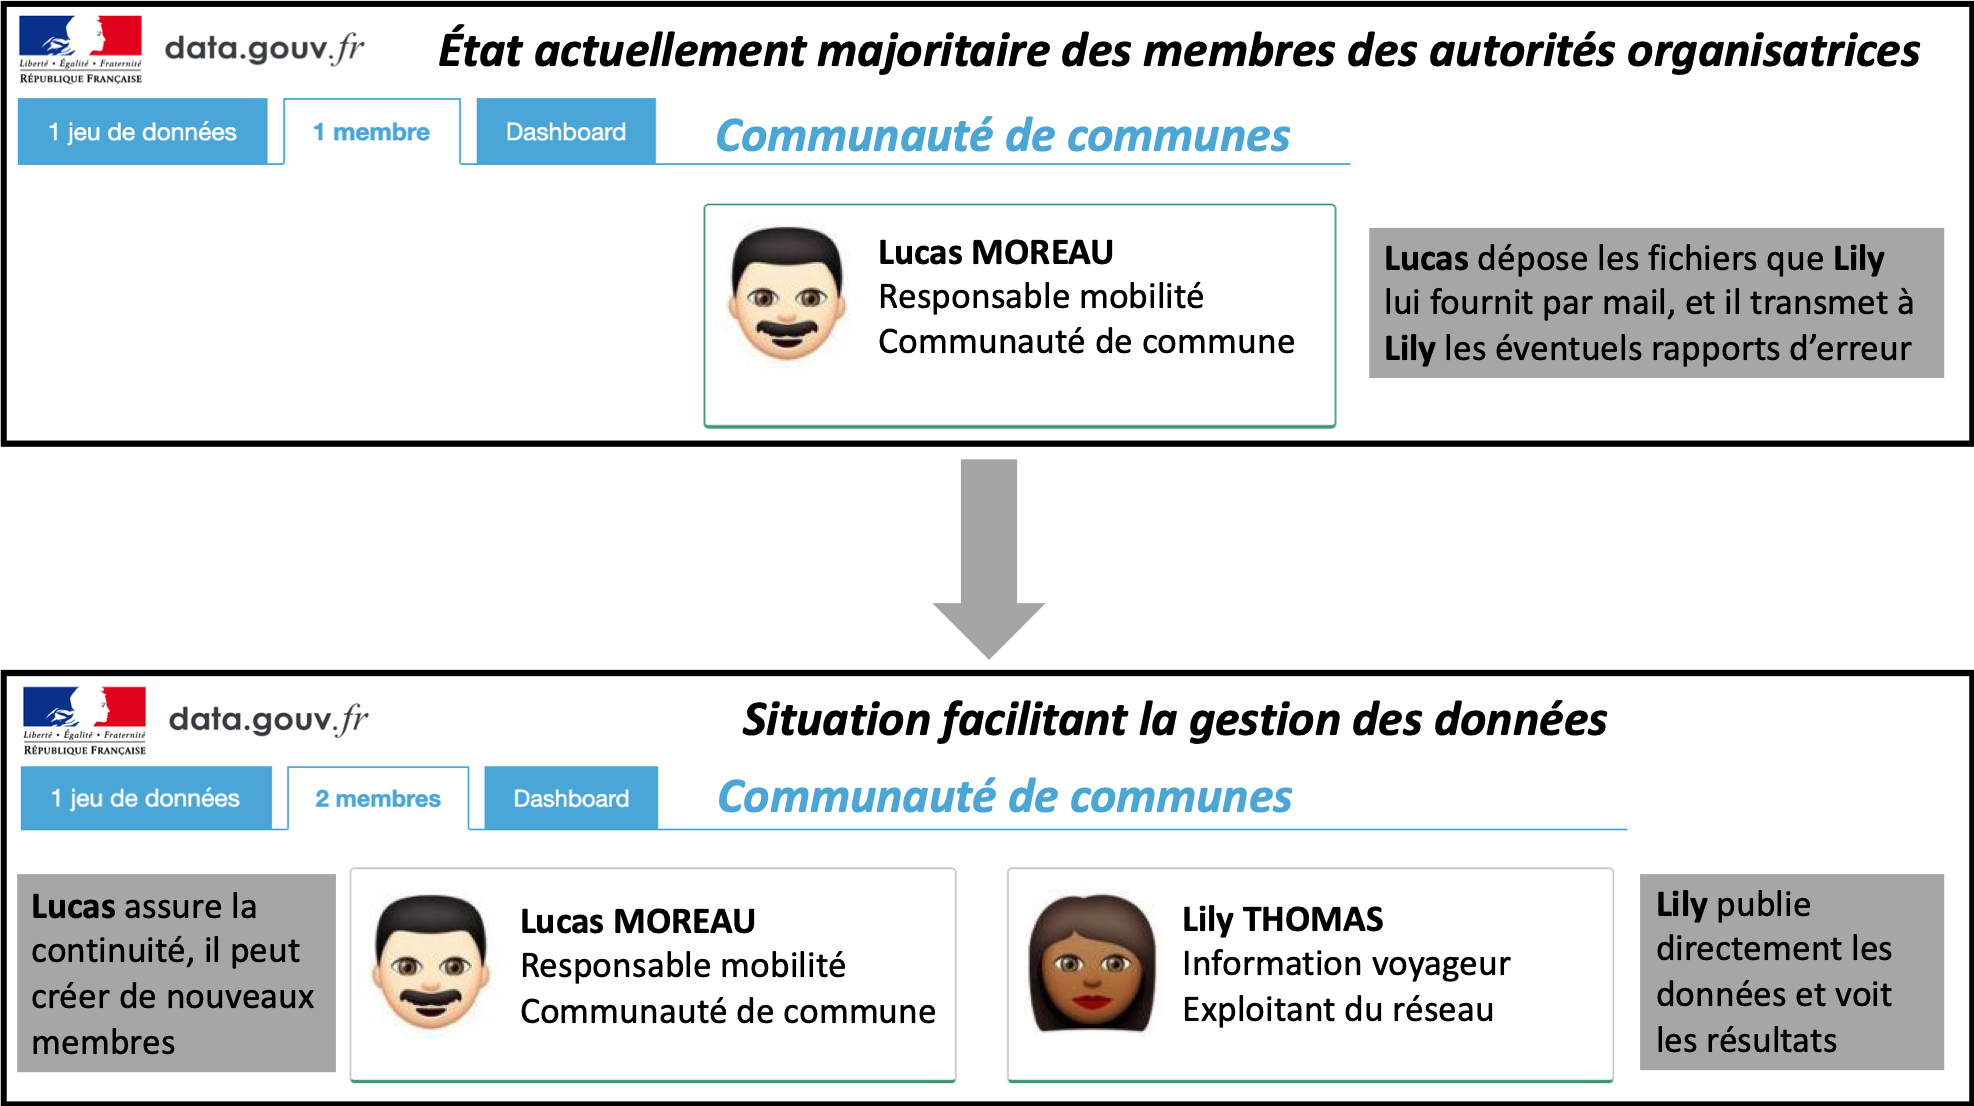 Liberté • Égalité • Fraternité
RÉPUBLIQUE FRANÇAISE
data.gouv.fr
État actuellement majoritaire des membres des autorités organisatrices
1 jeu de données
1 membre
Dashboard
Communauté de communes
Lucas MOREAU
Responsable mobilité
Communauté de commune
Lucas dépose les fichiers que Lily
lui fournit par mail, et il transmet à
Lily les éventuels rapports d’erreur
Liberté • Égalité • Fraternité
RÉPUBLIQUE FRANÇAISE
data.gouv.fr
Situation facilitant la gestion des données
1 jeu de données
2 membres
Dashboard
Communauté de communes
Lucas assure la
continuité, il peut
créer de nouveaux
membres
Lucas MOREAU
Responsable mobilité
Communauté de commune
Lily THOMAS
Information voyageur
Exploitant du réseau
Lily publie
directement les
données et voit
les résultats